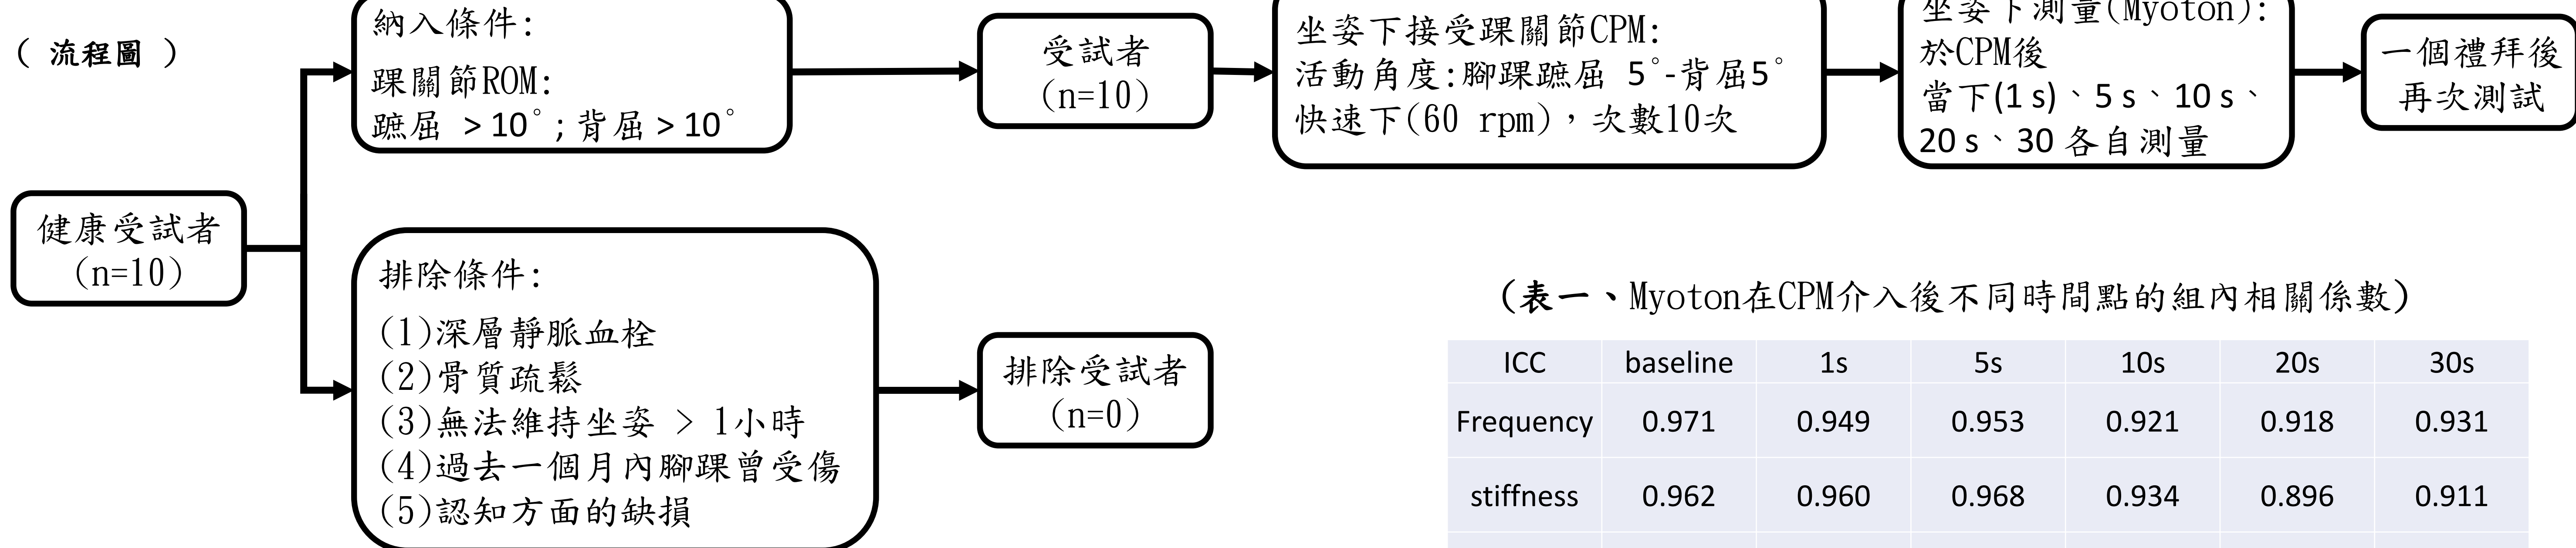 ( 流程圖 )
納入條件:
踝關節ROM:
蹠屈 > 10°; 背屈 > 10°
受試者
(n=10)
坐姿下接受踝關節CPM:
活動角度:腳踝蹠屈 5°-背屈5°
快速下(60 rpm)，次數10次
坐姿下測量(Myoton):
於CPM後
當下(1 s)、5 s、10 s、
20 s、30 各自測量
一個禮拜後
再次測試
健康受試者
(n=10)
排除條件:
(1)深層靜脈血栓
(2)骨質疏鬆
(3)無法維持坐姿 > 1小時
(4)過去一個月內腳踝曾受傷
(5)認知方面的缺損
排除受試者
(n=0)
(表一、Myoton在CPM介入後不同時間點的組內相關係數)
ICC baseline 1s 5s 10s 20s 30s
Frequency 0.971 0.949 0.953 0.921 0.918 0.931
stiffness 0.962 0.960 0.968 0.934 0.896 0.911